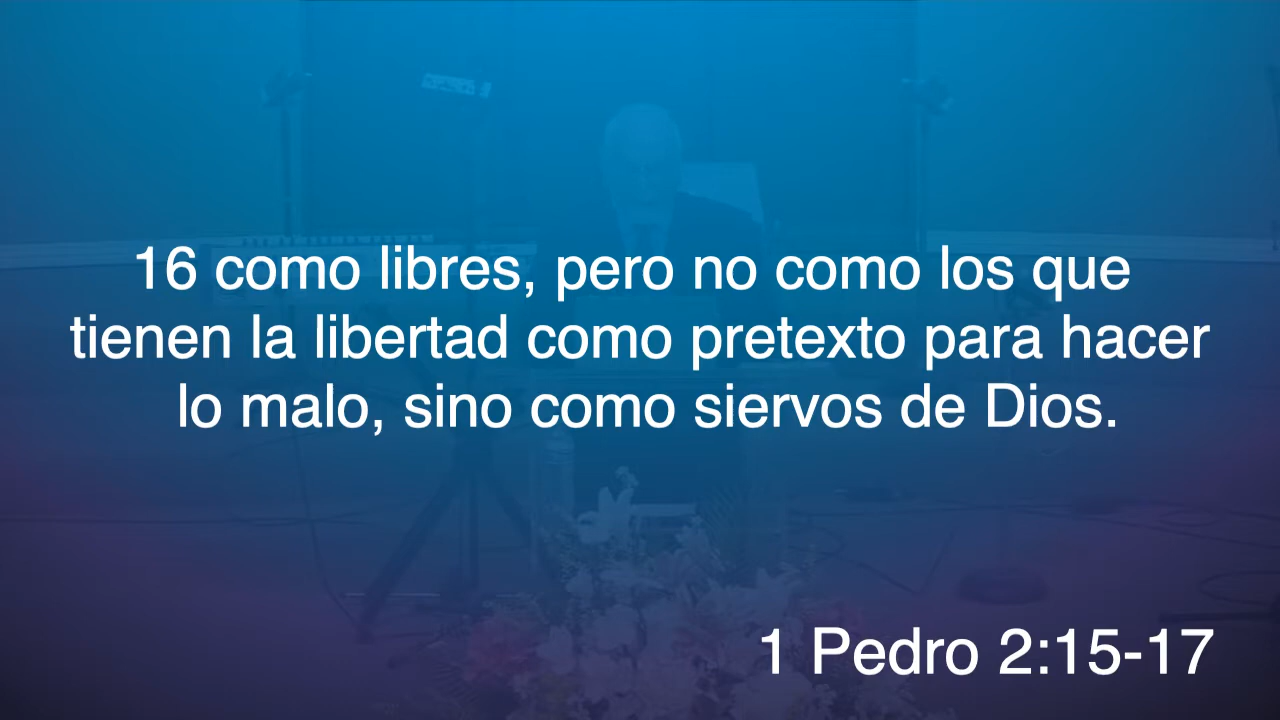 16 como libres, pero no como los que
tienen la libertad como pretexto para hacer
lo malo, sino como siervos de Dios.
1 Pedro 2:15-17